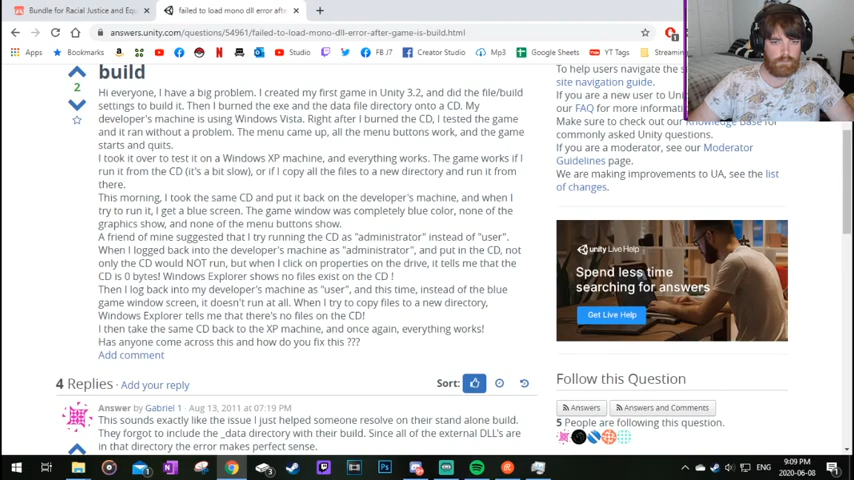 Bundle for Racial Justice and Equ
failed to load mono dll error afte
answers.unity.com/questions/54961/failed-to-load-mono-dll-error-after-game-is-build.html
Apps
Bookmarks
FB J7
Creator Studio
Mp3
Google Sheets
YT Tags
Streaming
build
2
Hi everyone, I have a big problem. I created my first game in Unity 3.2, and did the file/build
settings to build it. Then I burned the exe and the data file directory onto a CD. My
developer's machine is using Windows Vista. Right after I burned the CD, I tested the game
and it ran without a problem. The menu came up, all the menu buttons work, and the game
starts and quits.
I took it over to test it on a Windows XP machine, and everything works. The game works if I
run it from the CD (it's a bit slow), or if I copy all the files to a new directory and run it from
there.
This morning, I took the same CD and put it back on the developer's machine, and when I
try to run it, I get a blue screen. The game window was completely blue color, none of the
graphics show, and none of the menu buttons show.
A friend of mine suggested that I try running the CD as "administrator" instead of "user".
When I logged back into the developer's machine as "administrator", and put in the CD, not
only the CD would NOT run, but when I click on properties on the drive, it tells me that the
CD is 0 bytes! Windows Explorer shows no files exist on the CD !
Then I log back into my developer's machine as "user", and this time, instead of the blue
game window screen, it doesn't run at all. When I try to copy files to a new directory,
Windows Explorer tells me that there's no files on the CD!
I then take the same CD back to the XP machine, and once again, everything works!
Has anyone come across this and how do you fix this ???
Add comment
4 Replies
Add your reply
Sort:
Answer by Gabriel 1 · Aug 13, 2011 at 07:19 PM
This sounds exactly like the issue I just helped someone resolve on their stand alone build.
They forgot to include the _data directory with their build. Since all of the external DLL's are
in that directory the error makes perfect sense.
To help users navigate the
site navigation guide.
If you are a new user to Uni
our FAQ for more informati
Make sure to check out our Knowledge Base for
commonly asked Unity questions.
If you are a moderator, see our Moderator
Guidelines page.
We are making improvements to UA, see the list
of changes.
unity Live Help
Spend less time
searching for answers
Get Live Help
Follow this Question
Answers
Answers and Comments
5 People are following this question.
ENG
9:09 PM
2020-06-08